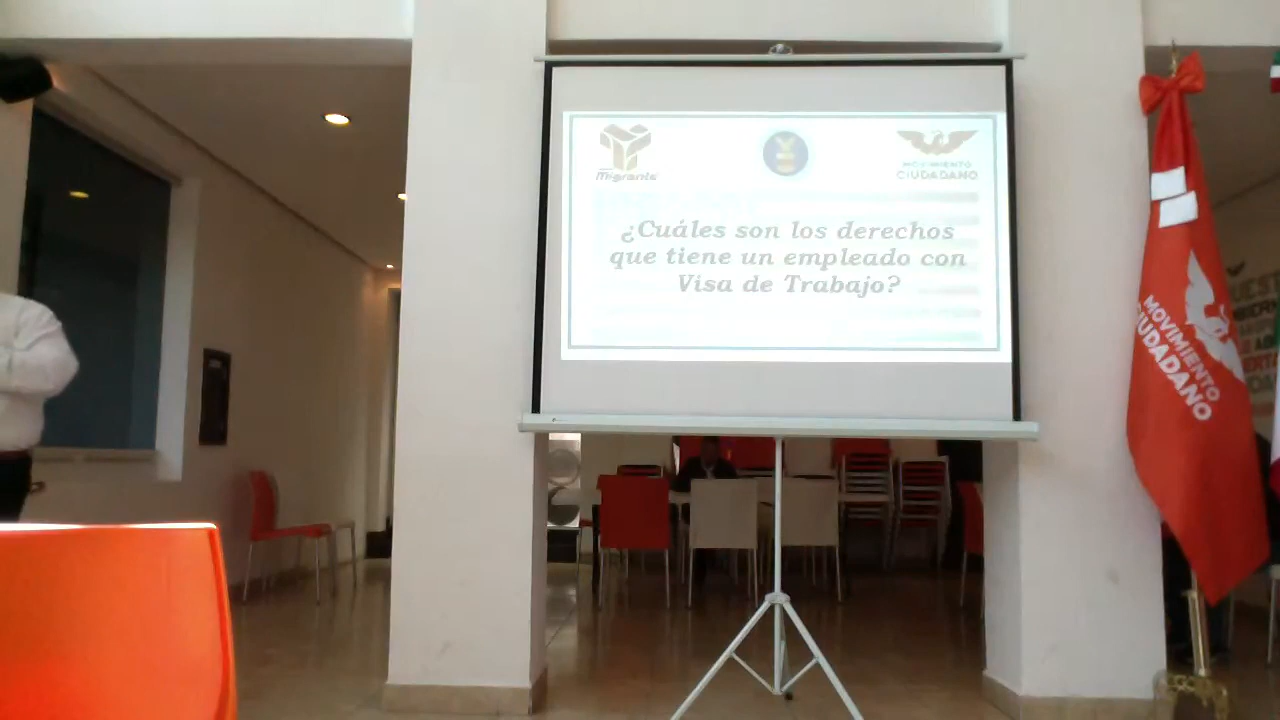 Migrante
MOVIMIENTO
CIUDADANO
¿Cuáles son los derechos
que tiene un empleado con
Visa de Trabajo?
MOVIMIENTO
CIUDADANO